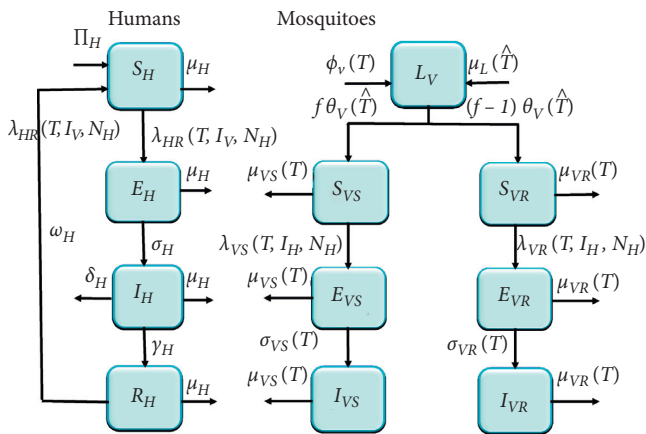 Humans
Mosquitoes
Π_H
S_H
μ_H
ϕ_v(T)
L_V
μ_L(T̂)
λ_HR(T, I_V, N_H)
λ_HR(T, I_V, N_H)
fθ_V(T̂)
(f – 1) θ_V(T̂)
E_H
μ_H
μ_VS(T)
S_VS
S_VR
μ_VR(T)
ω_H
σ_H
λ_VS(T, I_H, N_H)
λ_VR(T, I_H, N_H)
δ_H
I_H
μ_H
μ_VS(T)
E_VS
E_VR
μ_VR(T)
γ_H
σ_VS(T)
σ_VR(T)
R_H
μ_H
μ_VS(T)
I_VS
I_VR
μ_VR(T)